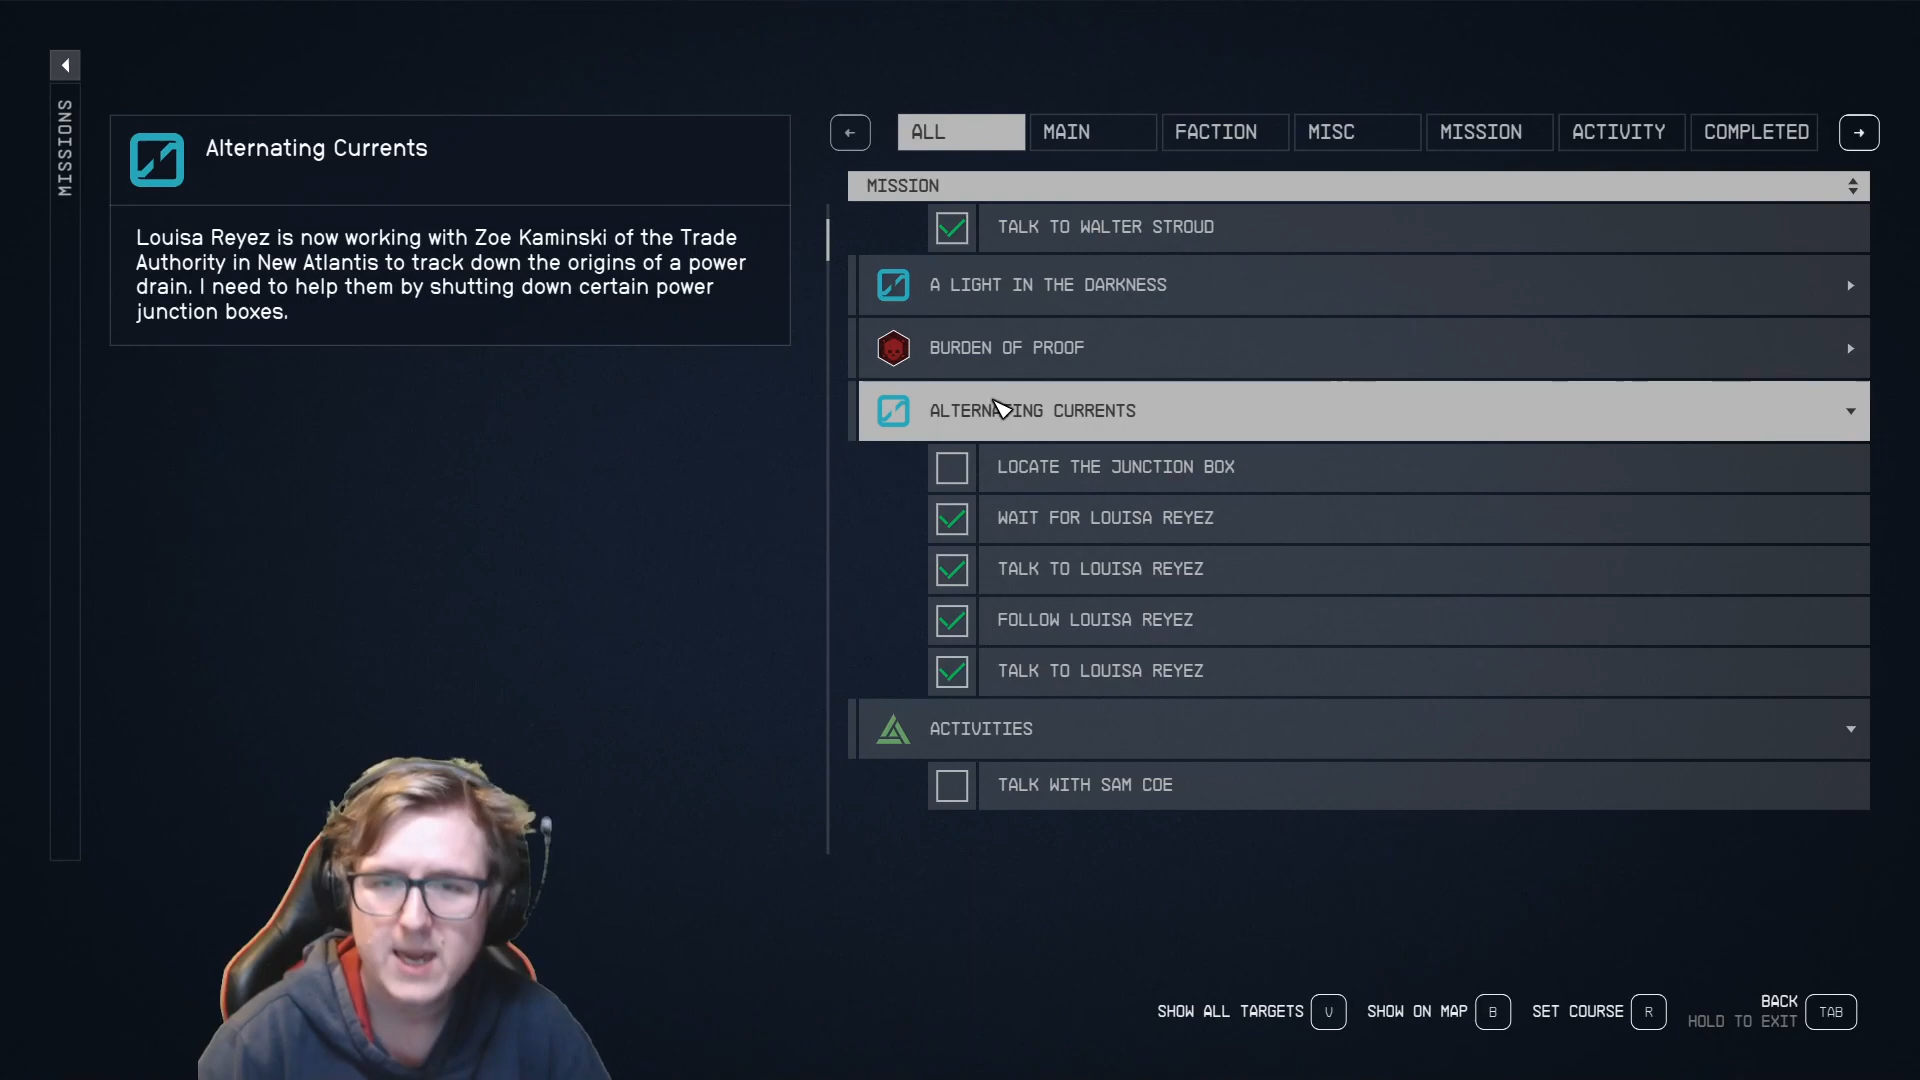 MISSIONS
Alternating Currents
Louisa Reyez is now working with Zoe Kaminski of the Trade
Authority in New Atlantis to track down the origins of a power
drain. I need to help them by shutting down certain power
junction boxes.
ALL MAIN FACTION MISC MISSION ACTIVITY COMPLETED
MISSION
TALK TO WALTER STROUD
A LIGHT IN THE DARKNESS
BURDEN OF PROOF
ALTERNATING CURRENTS
LOCATE THE JUNCTION BOX
WAIT FOR LOUISA REYEZ
TALK TO LOUISA REYEZ
FOLLOW LOUISA REYEZ
TALK TO LOUISA REYEZ
ACTIVITIES
TALK WITH SAM COE
SHOW ALL TARGETS V SHOW ON MAP B SET COURSE R BACK TAB
HOLD TO EXIT